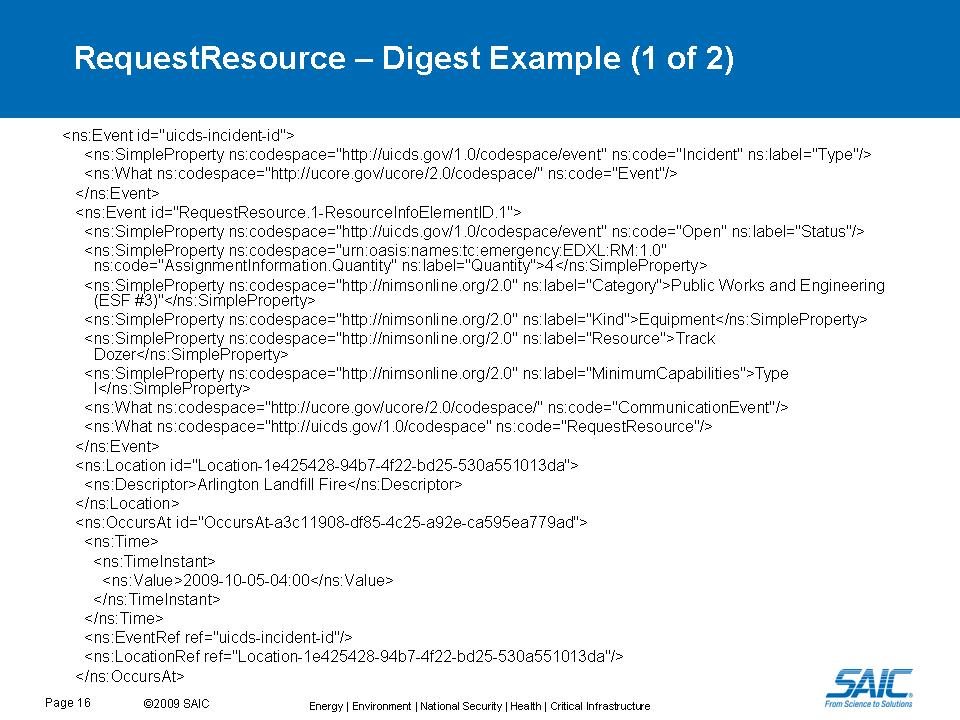 RequestResource – Digest Example (1 of 2)
<ns:Event id="uicds-incident-id">
<ns:SimpleProperty ns:codespace="http://uicds.gov/1.0/codespace/event" ns:code="Incident" ns:label="Type"/>
<ns:What ns:codespace="http://ucore.gov/ucore/2.0/codespace/" ns:code="Event"/>
</ns:Event>
<ns:Event id="RequestResource.1-ResourceInfoElementID.1">
<ns:SimpleProperty ns:codespace="http://uicds.gov/1.0/codespace/event" ns:code="Open" ns:label="Status"/>
<ns:SimpleProperty ns:codespace="urn:oasis:names:tc:emergency:EDXL:RM:1.0"
ns:code="AssignmentInformation.Quantity" ns:label="Quantity">4</ns:SimpleProperty>
<ns:SimpleProperty ns:codespace="http://nimsonline.org/2.0" ns:label="Category">Public Works and Engineering
(ESF #3)"</ns:SimpleProperty>
<ns:SimpleProperty ns:codespace="http://nimsonline.org/2.0" ns:label="Kind">Equipment</ns:SimpleProperty>
<ns:SimpleProperty ns:codespace="http://nimsonline.org/2.0" ns:label="Resource">Track
Dozer</ns:SimpleProperty>
<ns:SimpleProperty ns:codespace="http://nimsonline.org/2.0" ns:label="MinimumCapabilities">Type
I</ns:SimpleProperty>
<ns:What ns:codespace="http://ucore.gov/ucore/2.0/codespace/" ns:code="CommunicationEvent"/>
<ns:What ns:codespace="http://uicds.gov/1.0/codespace" ns:code="RequestResource"/>
</ns:Event>
<ns:Location id="Location-1e425428-94b7-4f22-bd25-530a551013da">
<ns:Descriptor>Arlington Landfill Fire</ns:Descriptor>
</ns:Location>
<ns:OccursAt id="OccursAt-a3c11908-df85-4c25-a92e-ca595ea779ad">
<ns:Time>
<ns:TimeInstant>
<ns:Value>2009-10-05-04:00</ns:Value>
</ns:TimeInstant>
</ns:Time>
<ns:EventRef ref="uicds-incident-id"/>
<ns:LocationRef ref="Location-1e425428-94b7-4f22-bd25-530a551013da"/>
</ns:OccursAt>
Page 16
©2009 SAIC
Energy | Environment | National Security | Health | Critical Infrastructure
SAIC
From Science to Solutions